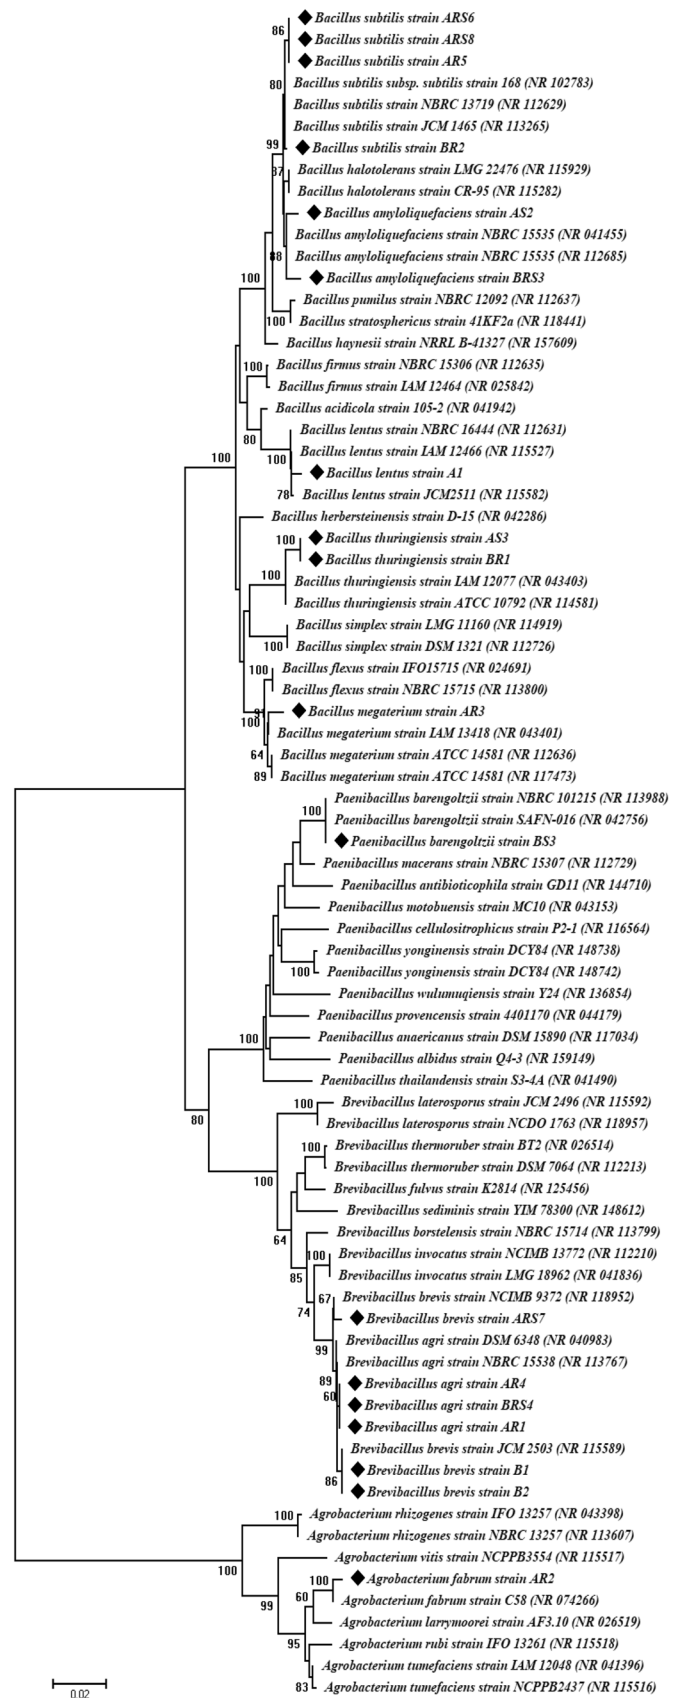 Bacillus subtilis strain ARS6
86
Bacillus subtilis strain ARS8
Bacillus subtilis strain AR5
80
Bacillus subtilis subsp. subtilis strain 168 (NR 102783)
Bacillus subtilis strain NBRC 13719 (NR 112629)
Bacillus subtilis strain JCM 1465 (NR 113265)
99
Bacillus subtilis strain BR2
Bacillus halotolerans strain LMG 22476 (NR 115929)
Bacillus halotolerans strain CR-95 (NR 115282)
Bacillus amyloliquefaciens strain AS2
Bacillus amyloliquefaciens strain NBRC 15535 (NR 041455)
Bacillus amyloliquefaciens strain NBRC 15535 (NR 112685)
88
Bacillus amyloliquefaciens strain BRS3
100
Bacillus pumilus strain NBRC 12092 (NR 112637)
100
Bacillus stratosphericus strain 41KF2a (NR 118441)
Bacillus haynesii strain NRRL B-41327 (NR 157609)
100
Bacillus firmus strain NBRC 15306 (NR 112635)
Bacillus firmus strain IAM 12464 (NR 025842)
Bacillus acidicola strain 105-2 (NR 041942)
80
Bacillus lentus strain NBRC 16444 (NR 112631)
Bacillus lentus strain IAM 12466 (NR 115527)
100
100
Bacillus lentus strain A1
78
Bacillus lentus strain JCM2511 (NR 115582)
Bacillus herbersteinensis strain D-15 (NR 042286)
100
Bacillus thuringiensis strain AS3
Bacillus thuringiensis strain BR1
100
Bacillus thuringiensis strain IAM 12077 (NR 043403)
Bacillus thuringiensis strain ATCC 10792 (NR 114581)
Bacillus simplex strain LMG 11160 (NR 114919)
100
Bacillus simplex strain DSM 1321 (NR 112726)
100
Bacillus flexus strain IFO15715 (NR 024691)
Bacillus flexus strain NBRC 15715 (NR 113800)
Bacillus megaterium strain AR3
100
Bacillus megaterium strain IAM 13418 (NR 043401)
64
Bacillus megaterium strain ATCC 14581 (NR 112636)
89
Bacillus megaterium strain ATCC 14581 (NR 117473)
Paenibacillus barengoltzii strain NBRC 101215 (NR 113988)
100
Paenibacillus barengoltzii strain SAFN-016 (NR 042756)
Paenibacillus barengoltzii strain BS3
Paenibacillus macerans strain NBRC 15307 (NR 112729)
Paenibacillus antibioticophila strain GD11 (NR 144710)
Paenibacillus motobuensis strain MC10 (NR 043153)
Paenibacillus cellulositrophicus strain P2-1 (NR 116564)
Paenibacillus yonginensis strain DCY84 (NR 148738)
100
Paenibacillus yonginensis strain DCY84 (NR 148742)
Paenibacillus wulumuqiensis strain Y24 (NR 136854)
Paenibacillus provencensis strain 4401170 (NR 044179)
100
Paenibacillus anaericanus strain DSM 15890 (NR 117034)
Paenibacillus albidus strain Q4-3 (NR 159149)
Paenibacillus thailandensis strain S3-4A (NR 041490)
80
100
Brevibacillus laterosporus strain JCM 2496 (NR 115592)
Brevibacillus laterosporus strain NCDO 1763 (NR 118957)
100
100
Brevibacillus thermoruber strain BT2 (NR 026514)
Brevibacillus thermoruber strain DSM 7064 (NR 112213)
Brevibacillus fulvus strain K2814 (NR 125456)
Brevibacillus sediminis strain YIM 78300 (NR 148612)
64
Brevibacillus borstelensis strain NBRC 15714 (NR 113799)
100
Brevibacillus invocatus strain NCIMB 13772 (NR 112210)
85
Brevibacillus invocatus strain LMG 18962 (NR 041836)
67
Brevibacillus brevis strain NCIMB 9372 (NR 118952)
74
Brevibacillus brevis strain ARS7
99
Brevibacillus agri strain DSM 6348 (NR 040983)
Brevibacillus agri strain NBRC 15538 (NR 113767)
89
Brevibacillus agri strain AR4
60
Brevibacillus agri strain BRS4
Brevibacillus agri strain AR1
Brevibacillus brevis strain JCM 2503 (NR 115589)
Brevibacillus brevis strain B1
86
Brevibacillus brevis strain B2
100
Agrobacterium rhizogenes strain IFO 13257 (NR 043398)
Agrobacterium rhizogenes strain NBRC 13257 (NR 113607)
100
Agrobacterium vitis strain NCPPB3554 (NR 115517)
100
Agrobacterium fabrum strain AR2
60
Agrobacterium fabrum strain C58 (NR 074266)
99
Agrobacterium larrymoorei strain AF3.10 (NR 026519)
95
Agrobacterium rubi strain IFO 13261 (NR 115518)
Agrobacterium tumefaciens strain IAM 12048 (NR 041396)
83
Agrobacterium tumefaciens strain NCPPB2437 (NR 115516)
0.02